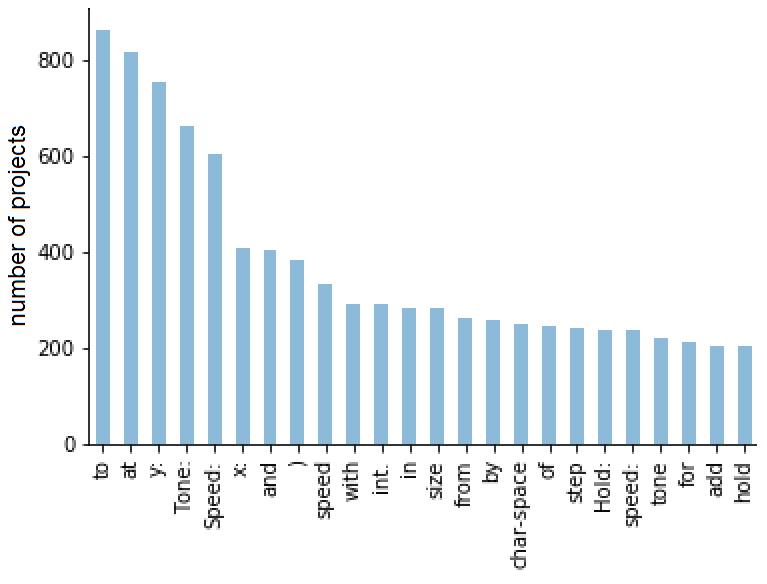 number of projects
800
600
400
200
0
to
at
y:
Tone:
Speed:
x:
and
)
speed
with
int.
in
size
from
by
char-space
of
step
Hold:
speed:
tone
for
add
hold